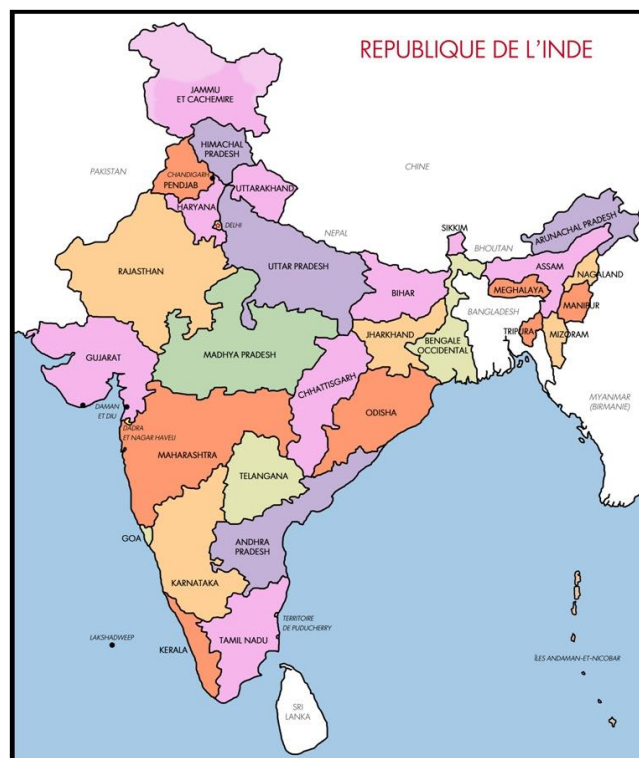 REPUBLIQUE DE L'INDE
JAMMU
ET CACHEMIRE
HIMACHAL
PRADESH
CHINE
PAKISTAN
CHANDIGARH
PENDJAB
UTTARAKHAND
HARYANA
DELHI
NEPAL
SIKKIM
BHOUTAN
ARUNACHAL PRADESH
RAJASTHAN
UTTAR PRADESH
ASSAM
NAGALAND
BIHAR
MEGHALAYA
MANIPUR
BANGLADESH
JHARKHAND
TRIPURA
MIZORAM
GUJARAT
MADHYA PRADESH
BENGALE
OCCIDENTAL
CHHATTISGARH
MYANMAR
(BIRMANIE)
DAMAN
ET DIU
ODISHA
DADRA
ET NAGAR HAVELI
MAHARASHTRA
TELANGANA
GOA
ANDHRA
PRADESH
KARNATAKA
TERRITOIRE
DE PUDUCHERRY
LAKSHADWEEP
KERALA
TAMIL NADU
ÎLES ANDAMAN-ET-NICOBAR
SRI
LANKA